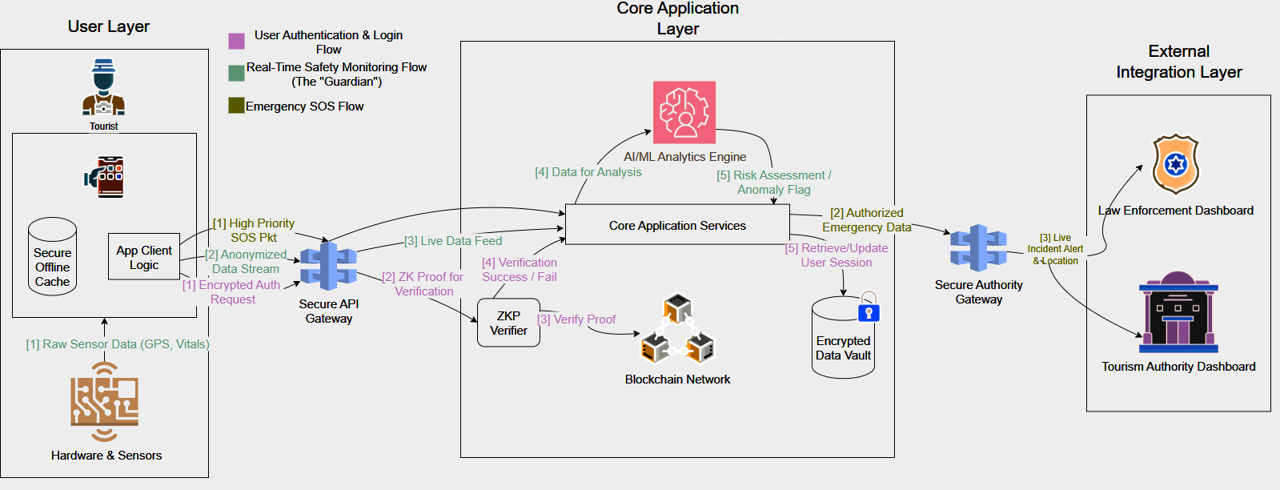 User Layer
User Authentication & Login
Flow
Real-Time Safety Monitoring Flow
(The "Guardian")
Emergency SOS Flow
Core Application
Layer
External
Integration Layer
Tourist
Secure
Offline
Cache
App Client
Logic
[1] High Priority
SOS Pkt
[2] Anonymized
Data Stream
[1] Encrypted Auth
Request
[1] Raw Sensor Data (GPS, Vitals)
Hardware & Sensors
Secure API
Gateway
[3] Live Data Feed
[2] ZK Proof for
Verification
[4] Verification
Success / Fail
ZKP
Verifier
[3] Verify Proof
Blockchain Network
[4] Data for Analysis
AI/ML Analytics Engine
[5] Risk Assessment /
Anomaly Flag
Core Application Services
[2] Authorized
Emergency Data
[5] Retrieve/Update
User Session
Encrypted
Data Vault
Secure Authority
Gateway
[3] Live
Incident Alert
& Location
Law Enforcement Dashboard
Tourism Authority Dashboard